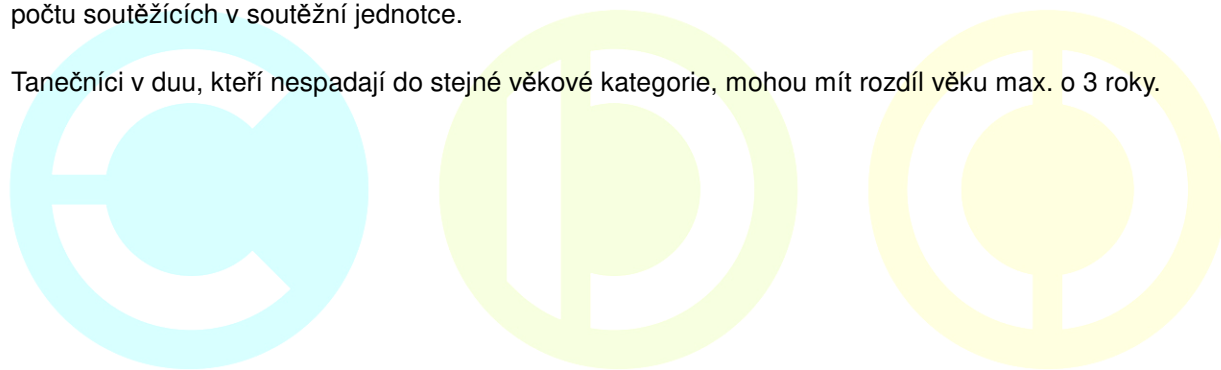 počtu soutěžících v soutěžní jednotce.
Tanečníci v duu, kteří nespadají do stejné věkové kategorie, mohou mít rozdíl věku max. o 3 roky.